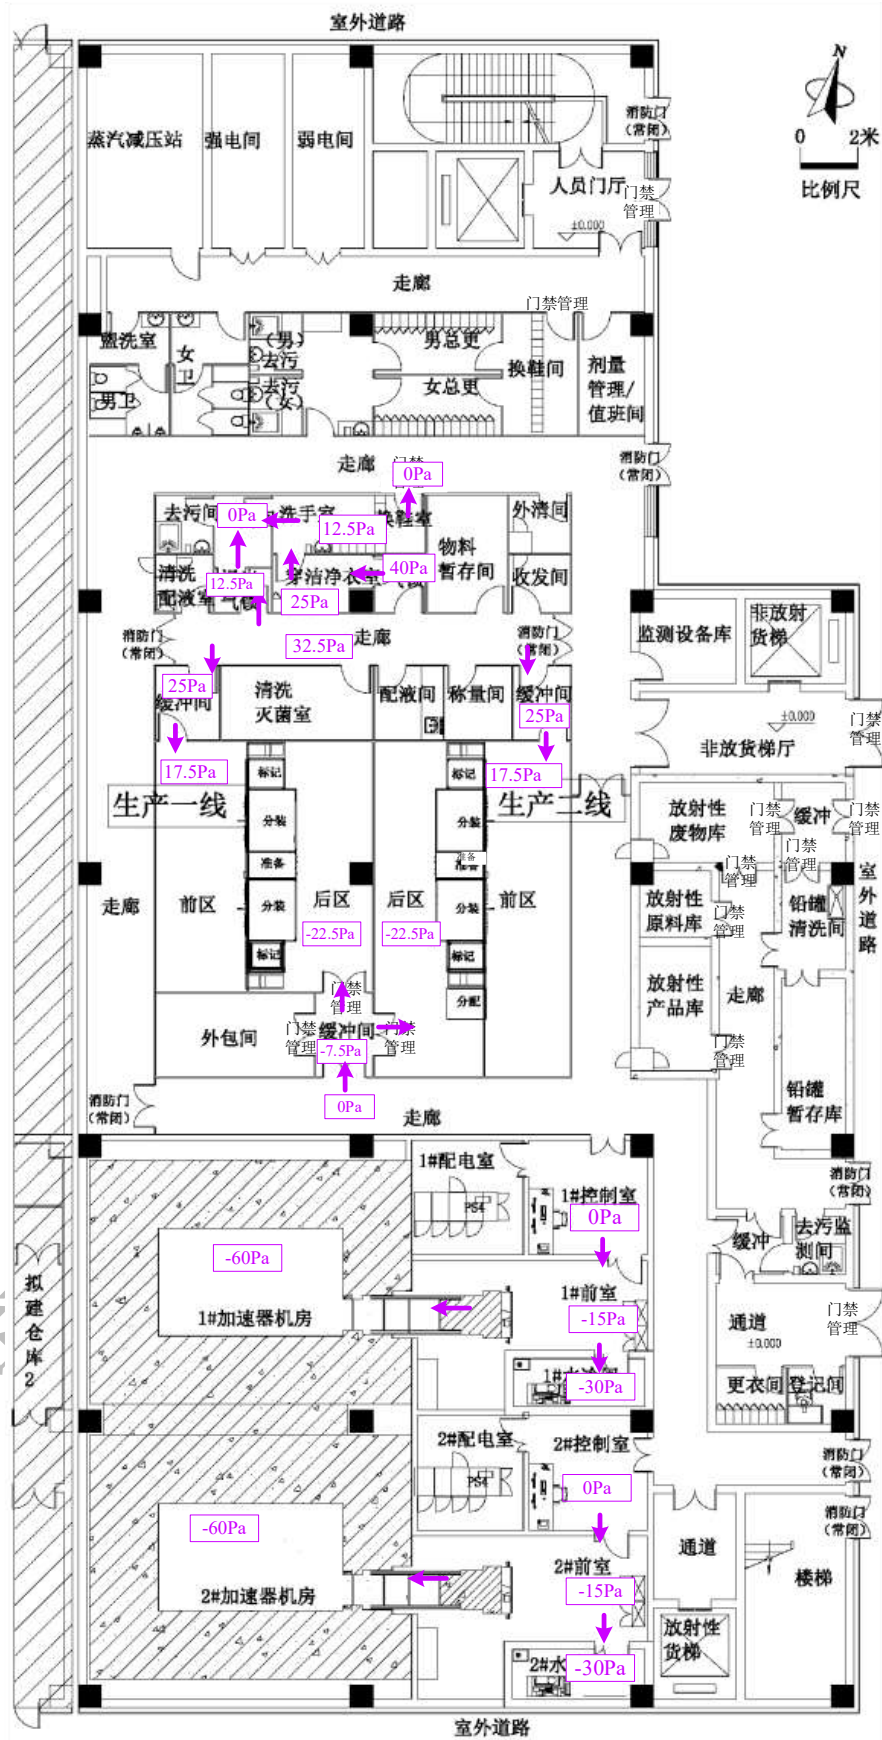 室外道路
N
0 2米
比例尺
蒸汽减压站
强电间
弱电间
消防门
(常闭)
人员门厅
门禁
管理
±0.000
走廊
门禁管理
盥洗室
女
卫
男卫
(男)
去污
去污
(女)
男总更
女总更
换鞋间
剂量
管理/
值班间
走廊
消防门
(常闭)
0Pa
去污间
0Pa
洗手室
12.5Pa
换鞋室
物料
暂存间
外清间
清洗
配液室
12.5Pa
气锁
穿洁净衣室
40Pa
收发间
25Pa
消防门
(常闭)
32.5Pa
走廊
消防门
(常闭)
监测设备库
非放射
货梯
25Pa
缓冲间
清洗
灭菌室
配液间
称量间
缓冲间
25Pa
±0.000
非放货梯厅
门禁
管理
17.5Pa
标记
标记
17.5Pa
生产一线
分装
分装
生产二线
放射性
废物库
门禁
管理
缓冲
门禁
管理
准备
准备
门禁
管理
门禁
管理
走廊
前区
分装
后区
后区
分装
前区
放射性
原料库
门禁
管理
铅罐
清洗间
室
外
道
路
-22.5Pa
-22.5Pa
标记
标记
放射性
产品库
走廊
门禁
管理
分配
外包间
门禁
管理
缓冲间
门禁
管理
-7.5Pa
门禁
管理
0Pa
消防门
(常闭)
走廊
铅罐
暂存库
1#配电室
PS4
1#控制室
0Pa
消防门
(常闭)
缓冲
去污监
测间
-60Pa
1#加速器机房
1#前室
-15Pa
-30Pa
拟
建
仓
库
2
通道
±0.000
门禁
管理
更衣间
登记间
2#配电室
PS4
2#控制室
0Pa
消防门
(常闭)
消防门
(常闭)
-60Pa
2#加速器机房
2#前室
-15Pa
通道
楼梯
放射性
货梯
2#水
-30Pa
室外道路